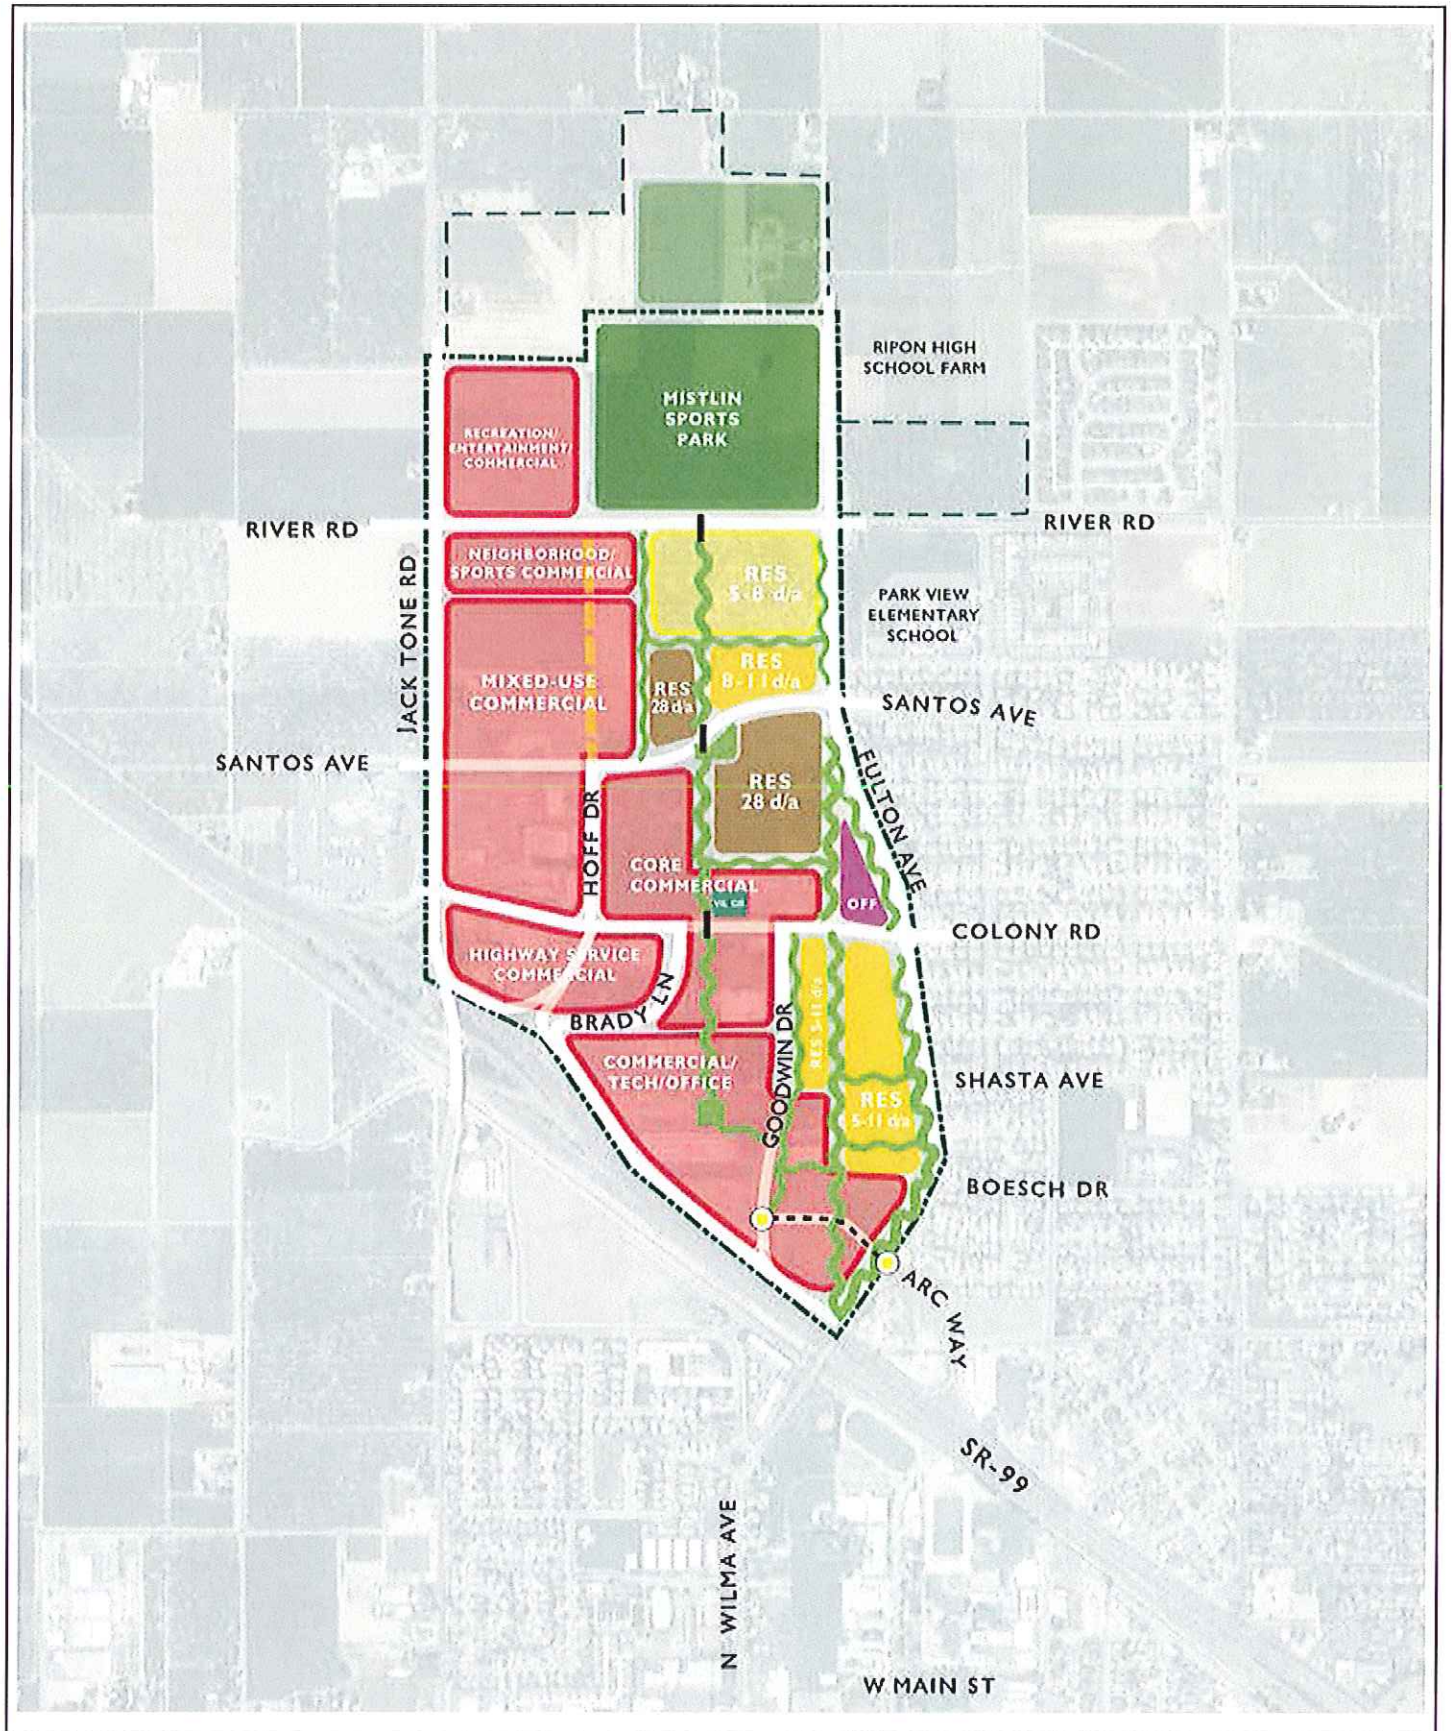 RIPON HIGH
SCHOOL FARM
MISTLIN
SPORTS
PARK
RECREATION/
ENTERTAINMENT/
COMMERCIAL
RIVER RD
RIVER RD
NEIGHBORHOOD/
SPORTS COMMERCIAL
RES
5-8 d/a
JACK TONE RD
PARK VIEW
ELEMENTARY
SCHOOL
MIXED-USE
COMMERCIAL
RES
28 d/a
RES
8-11 d/a
SANTOS AVE
SANTOS AVE
RES
28 d/a
FULTON AVE
HOFF DR
CORE
COMMERCIAL
OFF
COLONY RD
HIGHWAY SERVICE
COMMERCIAL
BRADY LN
RES 5-11 d/a
GOODWIN DR
COMMERCIAL/
TECH/OFFICE
SHASTA AVE
RES
5-11 d/a
BOESCH DR
ARC WAY
SR-99
N WILMA AVE
W MAIN ST